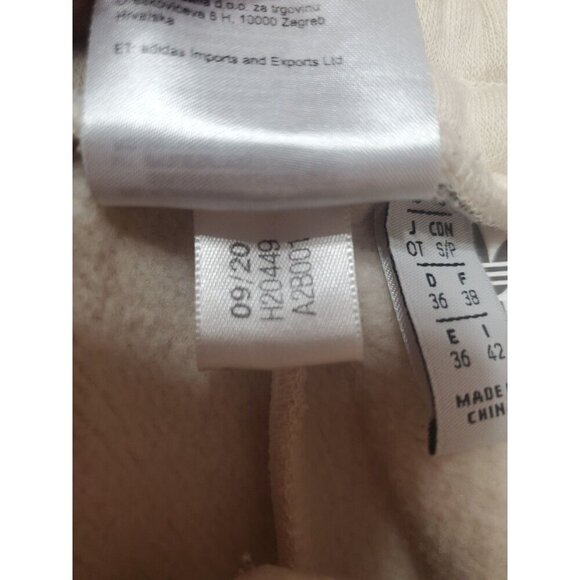 d.o.o. za trgovinu
8 H, 10000 Zagreb
Hrvatska
ET: adidas Imports and Exports Ltd
09/20
H20449
A2B001
J CDN
OT S/P
D F
36 38
E I
36 42
MADE
CHIN